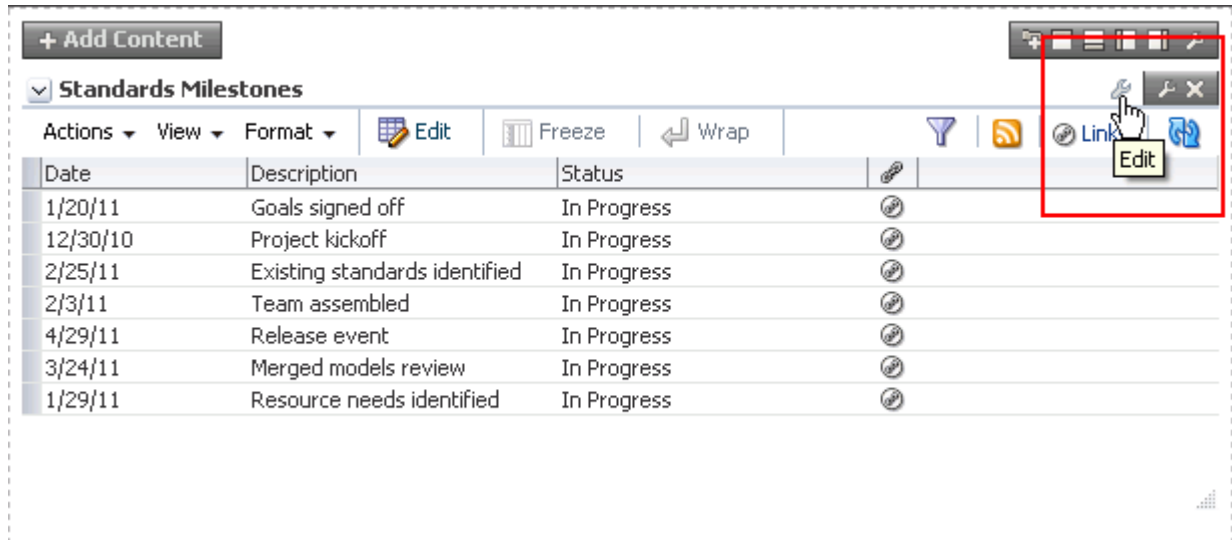 + Add Content
Standards Milestones
Actions View Format Edit Freeze Wrap Link
Edit
Date Description Status
1/20/11 Goals signed off In Progress
12/30/10 Project kickoff In Progress
2/25/11 Existing standards identified In Progress
2/3/11 Team assembled In Progress
4/29/11 Release event In Progress
3/24/11 Merged models review In Progress
1/29/11 Resource needs identified In Progress